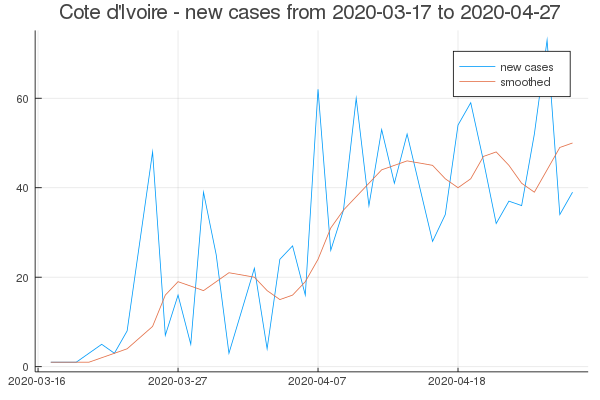 Cote d'Ivoire - new cases from 2020-03-17 to 2020-04-27
new cases
smoothed
60
40
20
0
2020-03-16 2020-03-27 2020-04-07 2020-04-18